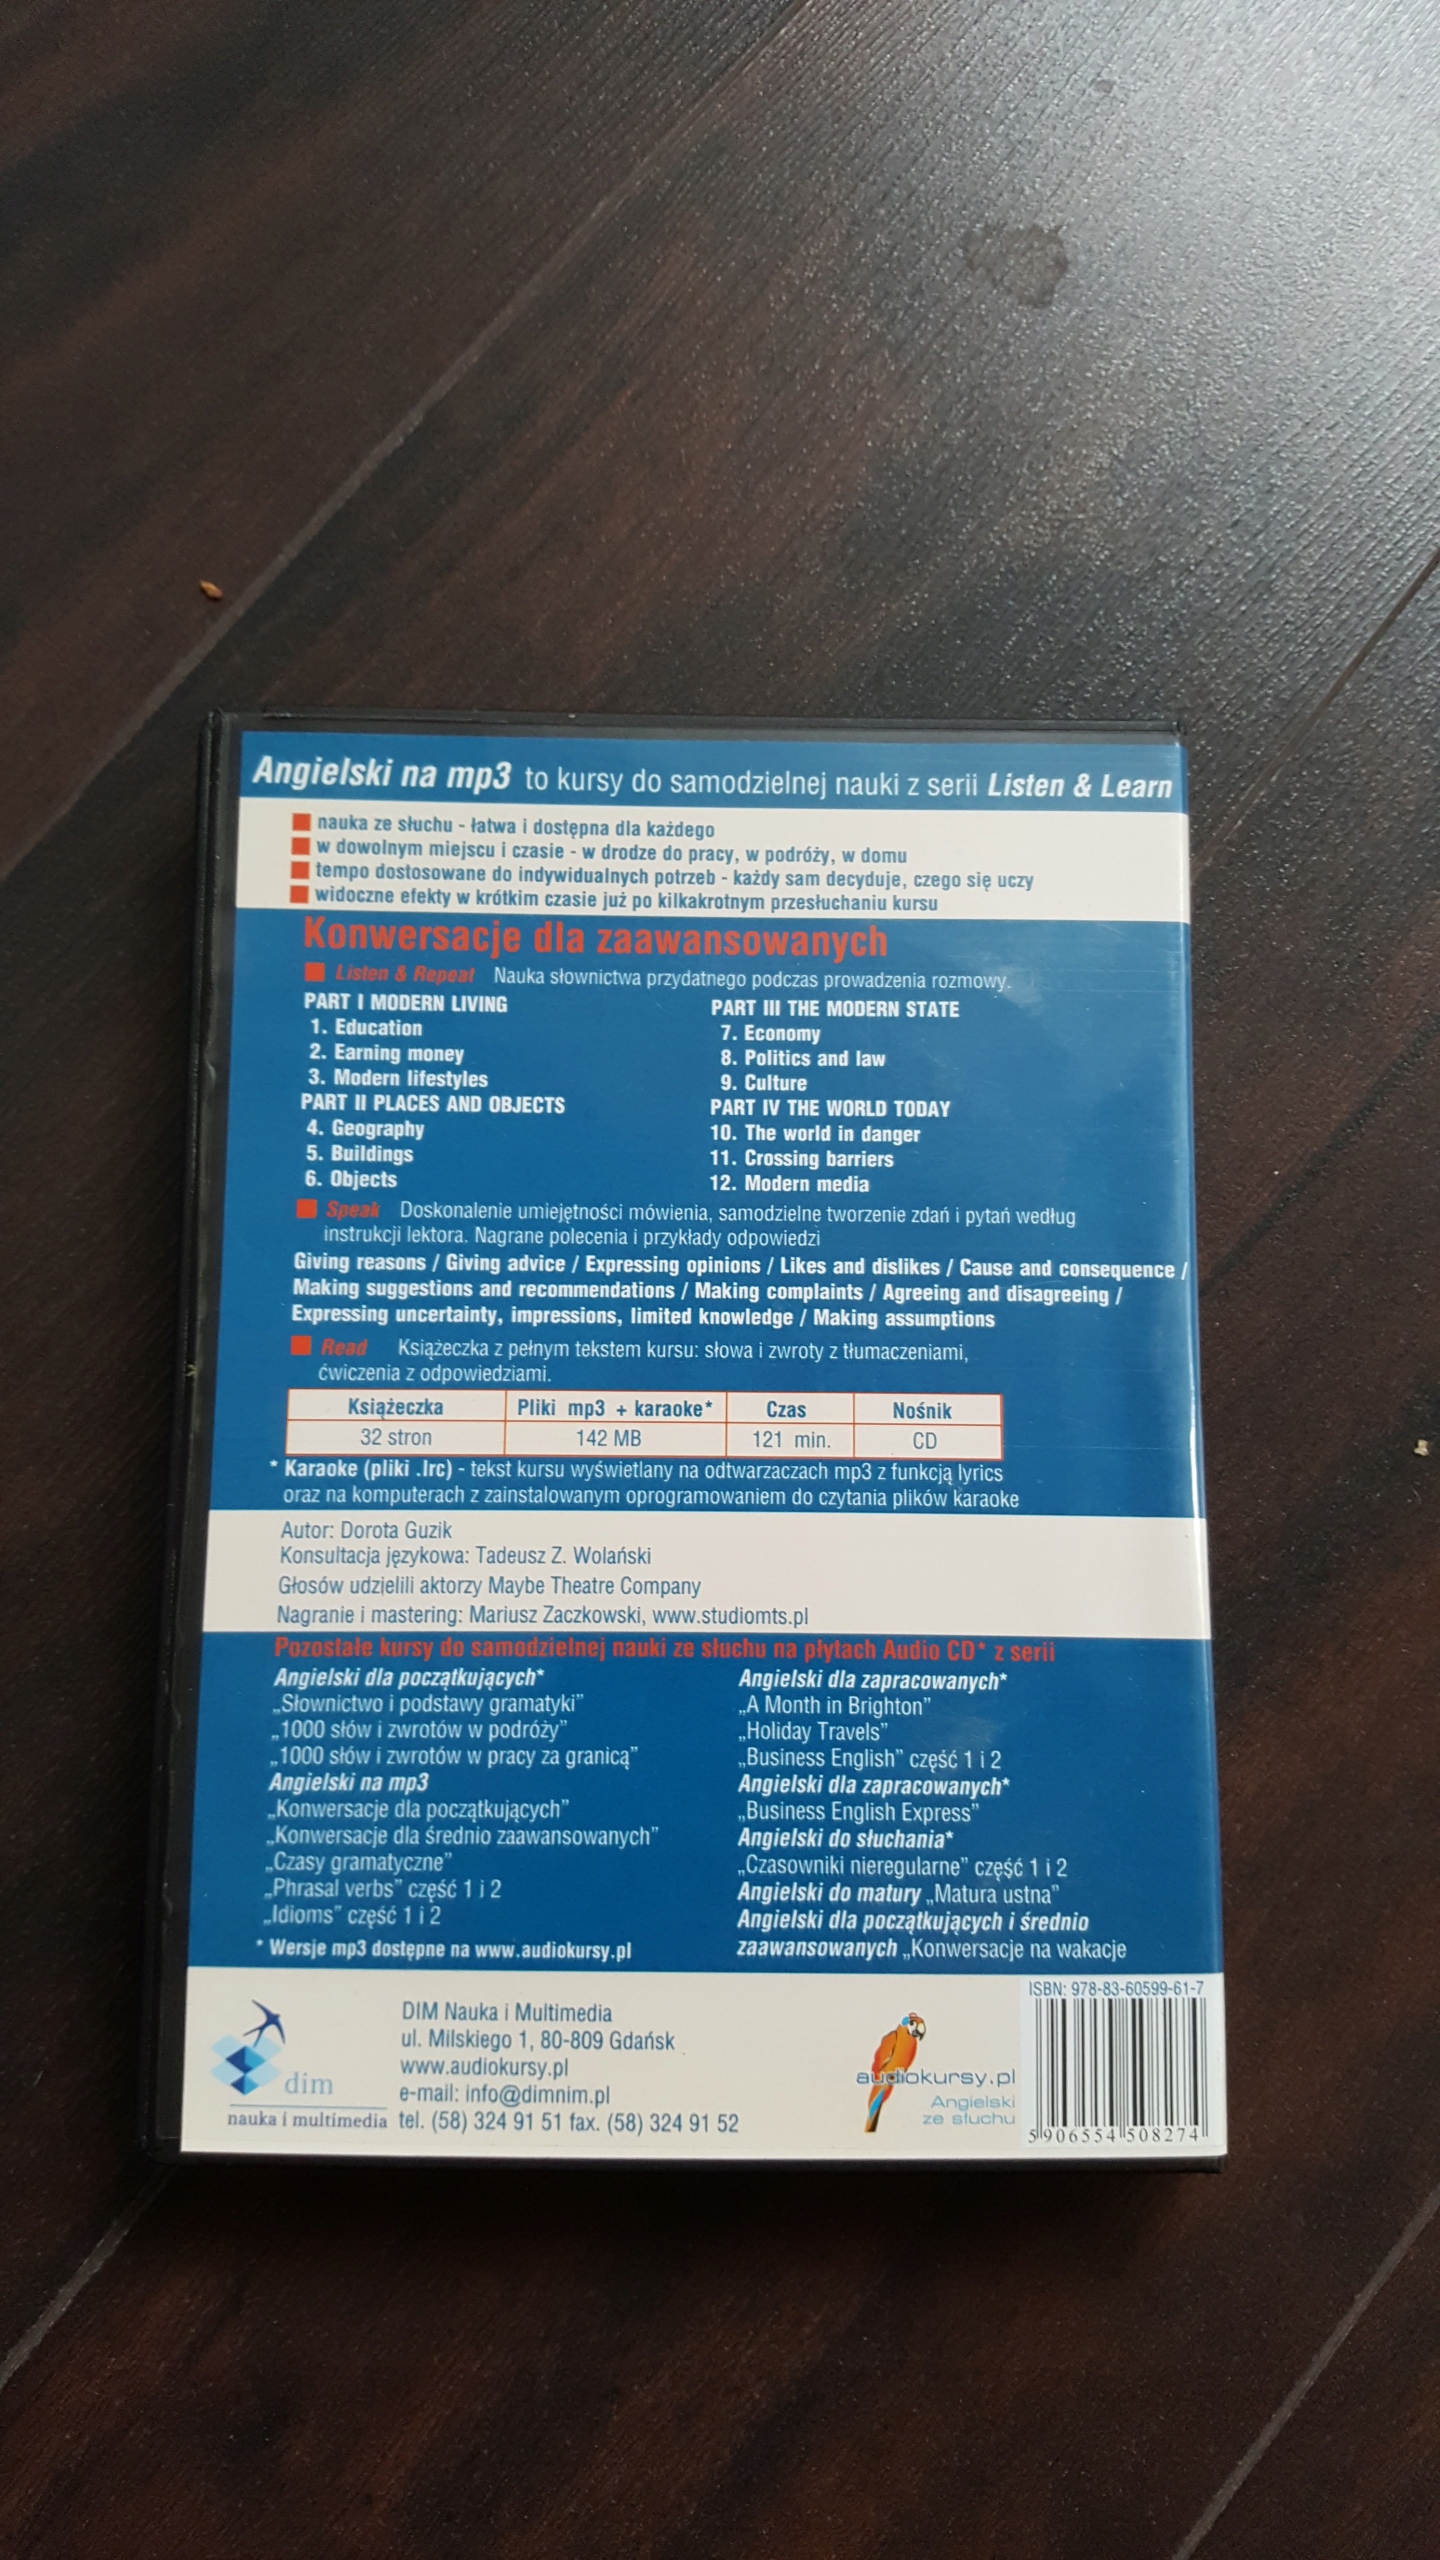 Angielski na mp3 to kursy do samodzielnej nauki z serii Listen & Learn
nauka ze słuchu - łatwa i dostępna dla każdego
w dowolnym miejscu i czasie - w drodze do pracy, w podróży, w domu
tempo dostosowane do indywidualnych potrzeb - każdy sam decyduje, czego się uczy
widoczne efekty w krótkim czasie już po kilkakrotnym przesłuchaniu kursu
Konwersacje dla zaawansowanych
Listen & Repeat Nauka słownictwa przydatnego podczas prowadzenia rozmowy.
PART I MODERN LIVING
1. Education
2. Earning money
3. Modern lifestyles
PART II PLACES AND OBJECTS
4. Geography
5. Buildings
6. Objects
PART III THE MODERN STATE
7. Economy
8. Politics and law
9. Culture
PART IV THE WORLD TODAY
10. The world in danger
11. Crossing barriers
12. Modern media
Speak Doskonalenie umiejętności mówienia, samodzielne tworzenie zdań i pytań według
instrukcji lektora. Nagrane polecenia i przykłady odpowiedzi
Giving reasons / Giving advice / Expressing opinions / Likes and dislikes / Cause and consequence /
Making suggestions and recommendations / Making complaints / Agreeing and disagreeing /
Expressing uncertainty, impressions, limited knowledge / Making assumptions
Read Książeczka z pełnym tekstem kursu: słowa i zwroty z tłumaczeniami,
ćwiczenia z odpowiedziami.
Książeczka Pliki mp3 + karaoke* Czas Nośnik
32 stron 142 MB 121 min. CD
* Karaoke (pliki .lrc) - tekst kursu wyświetlany na odtwarzaczach mp3 z funkcją lyrics
oraz na komputerach z zainstalowanym oprogramowaniem do czytania plików karaoke
Autor: Dorota Guzik
Konsultacja językowa: Tadeusz Z. Wolański
Głosów udzielili aktorzy Maybe Theatre Company
Nagranie i mastering: Mariusz Zaczkowski, www.studiomts.pl
Pozostałe kursy do samodzielnej nauki ze słuchu na płytach Audio CD* z serii
Angielski dla początkujących*
„Słownictwo i podstawy gramatyki”
„1000 słów i zwrotów w podróży”
„1000 słów i zwrotów w pracy za granicą”
Angielski na mp3
„Konwersacje dla początkujących”
„Konwersacje dla średnio zaawansowanych”
„Czasy gramatyczne”
„Phrasal verbs” część 1 i 2
„Idioms” część 1 i 2
* Wersje mp3 dostępne na www.audiokursy.pl
Angielski dla zapracowanych*
„A Month in Brighton”
„Holiday Travels”
„Business English” część 1 i 2
Angielski dla zapracowanych*
„Business English Express”
Angielski do słuchania*
„Czasowniki nieregularne” część 1 i 2
Angielski do matury „Matura ustna”
Angielski dla początkujących i średnio
zaawansowanych „Konwersacje na wakacje
dim
nauka i multimedia
DIM Nauka i Multimedia
ul. Milskiego 1, 80-809 Gdańsk
www.audiokursy.pl
e-mail: info@dimnim.pl
tel. (58) 324 91 51 fax. (58) 324 91 52
audiokursy.pl
Angielski
ze słuchu
ISBN: 978-83-60599-61-7
5 906554 508274